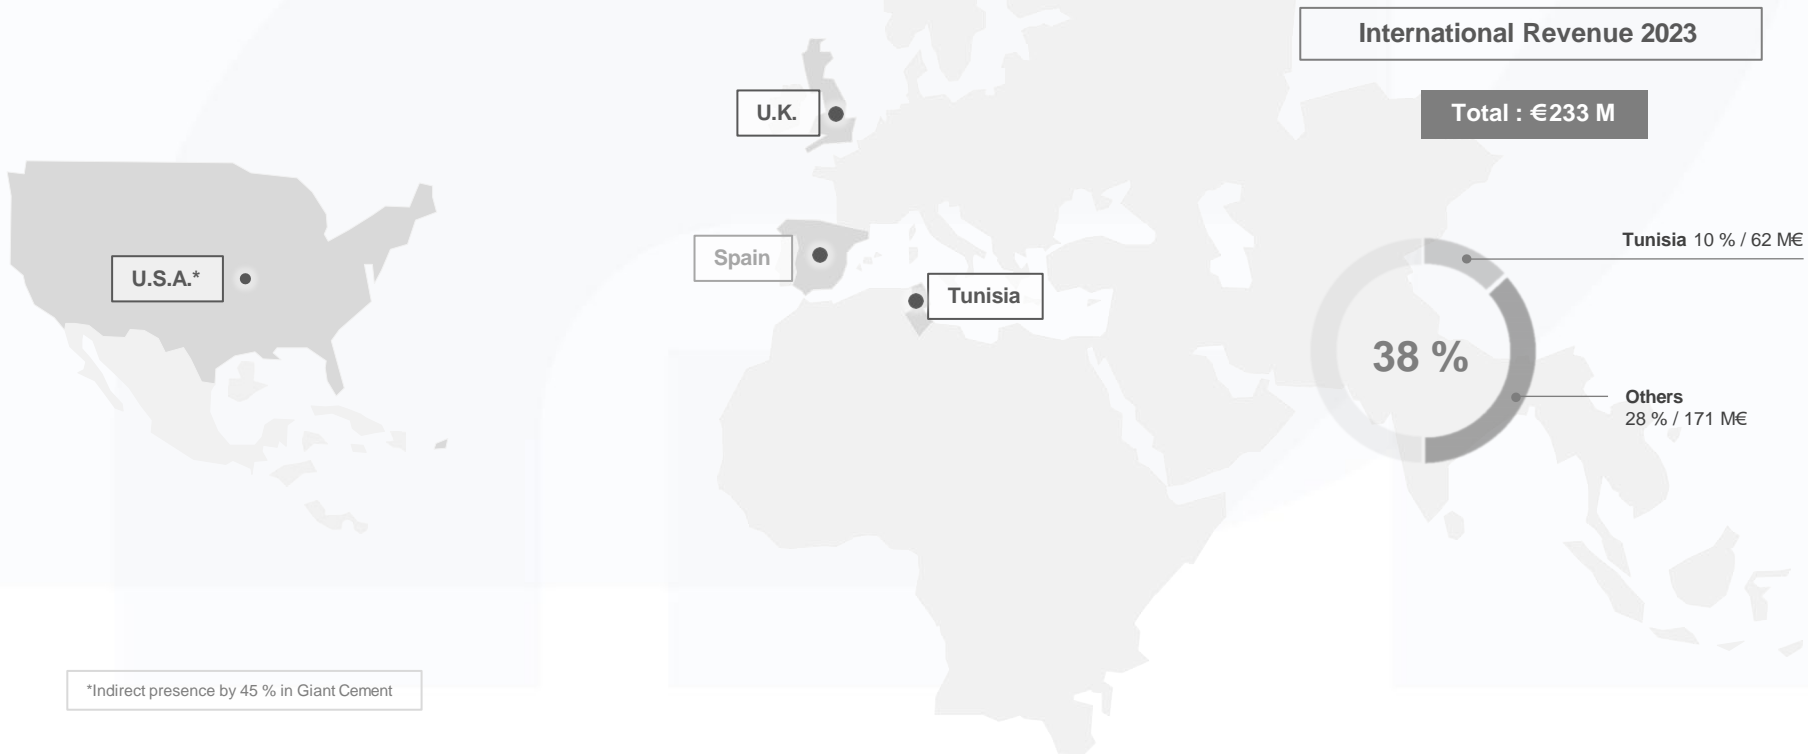 International Revenue 2023
Total : €233 M
U.K.
U.S.A.*
Spain
Tunisia
Tunisia 10 % / 62 M€
38 %
Others
28 % / 171 M€
*Indirect presence by 45 % in Giant Cement